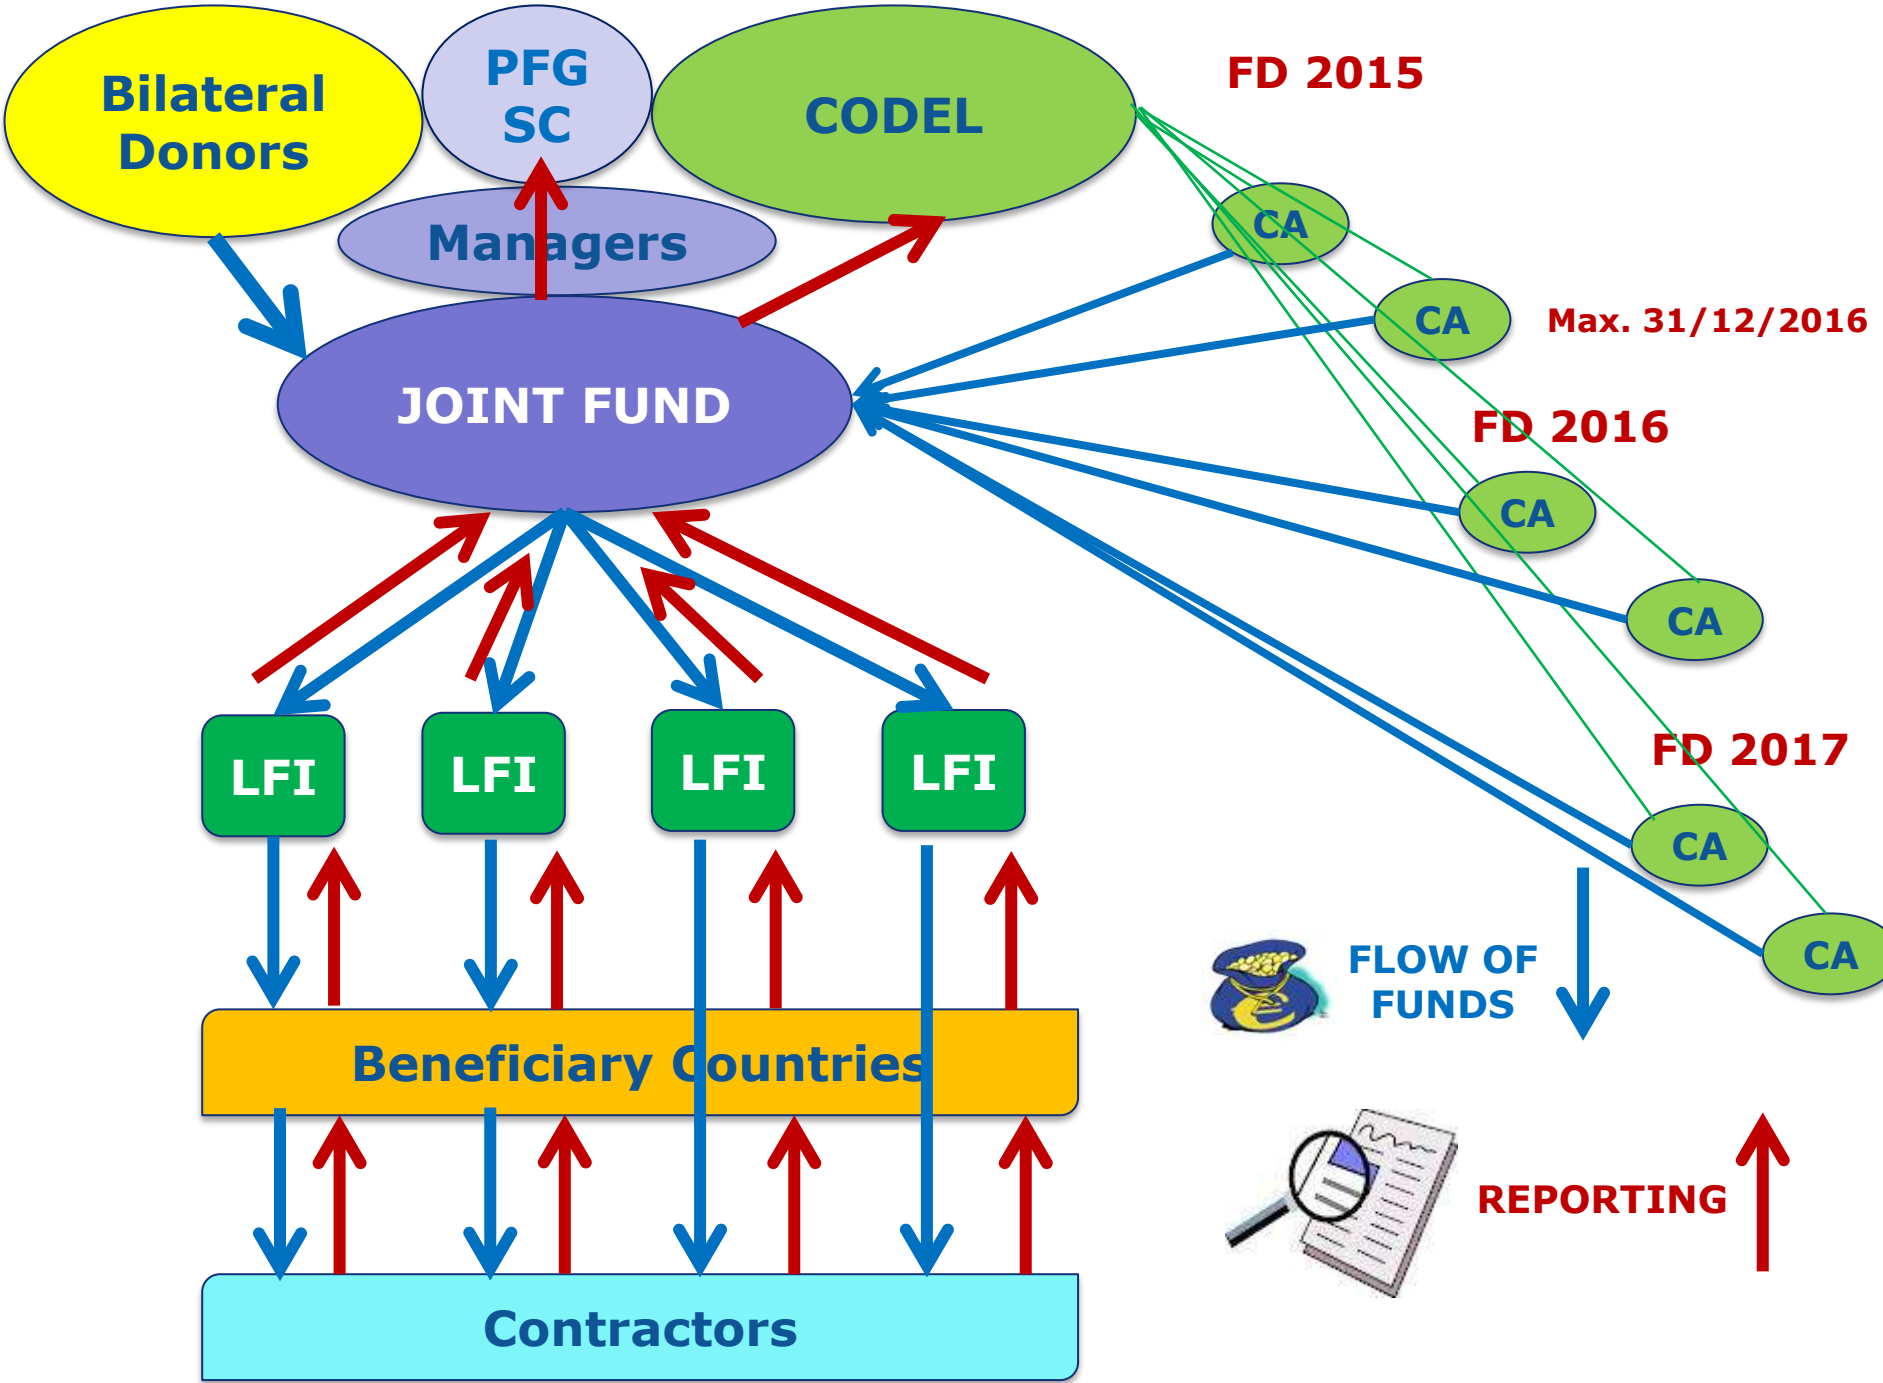 Bilateral
Donors
PFG
SC
CODEL
FD 2015
Managers
CA
CA
Max. 31/12/2016
JOINT FUND
FD 2016
CA
CA
FD 2017
LFI
LFI
LFI
LFI
CA
CA
FLOW OF
FUNDS
Beneficiary Countries
REPORTING
Contractors